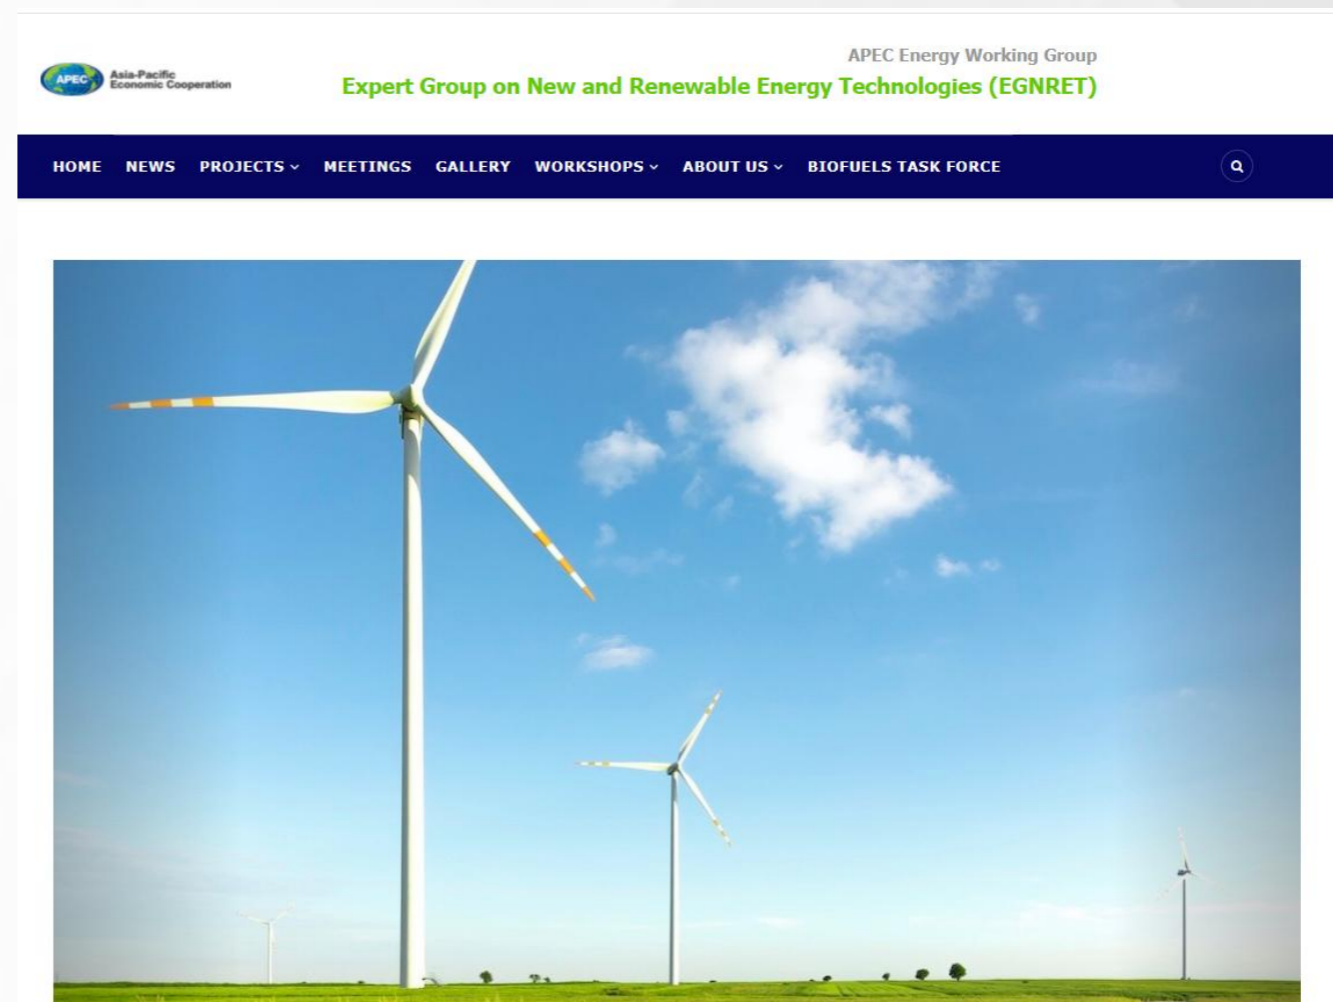 APEC Energy Working Group
APEC
Asia-Pacific
Economic Cooperation
Expert Group on New and Renewable Energy Technologies (EGNRET)
HOME NEWS PROJECTS MEETINGS GALLERY WORKSHOPS ABOUT US BIOFUELS TASK FORCE